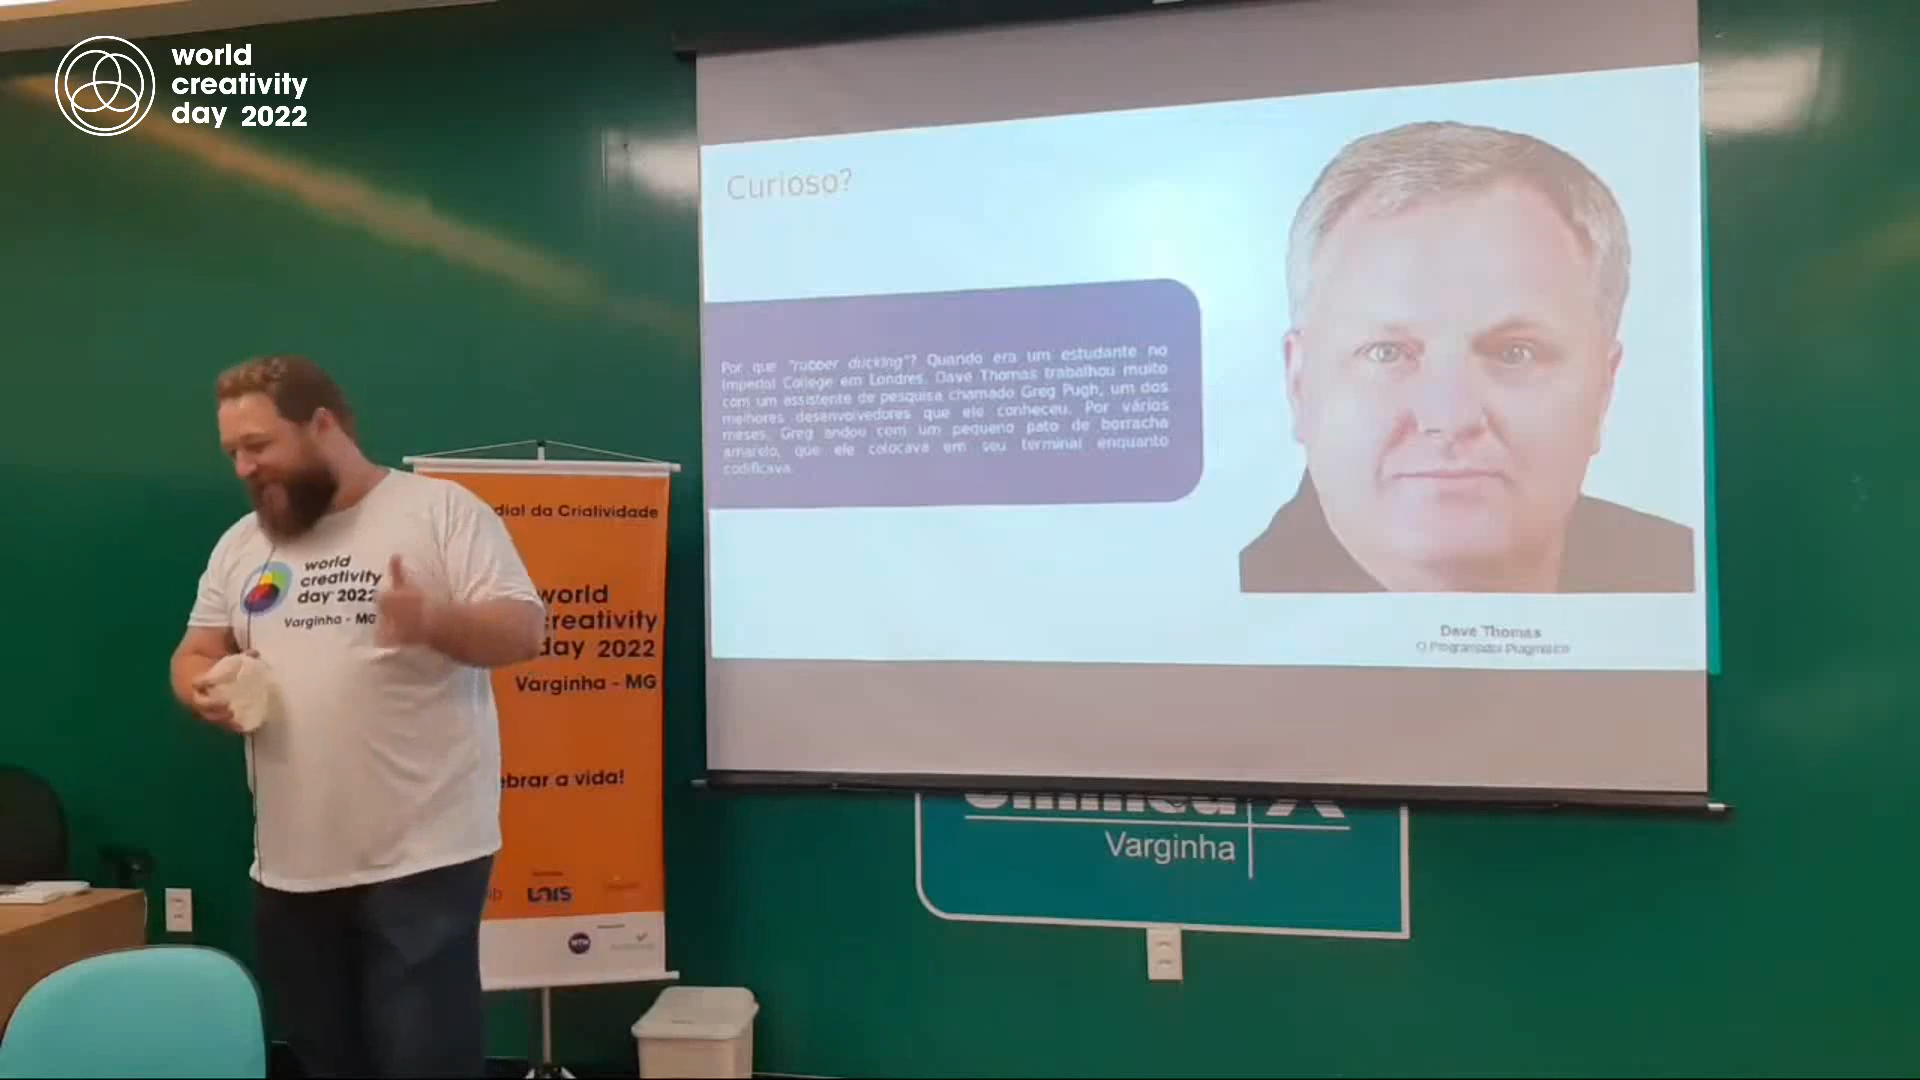 world
creativity
day 2022
Curioso?
Por que "rubber ducking"? Quando era um estudante no
Imperial College em Londres, Dave Thomas trabalhou muito
com um assistente de pesquisa chamado Greg Pugh, um dos
melhores desenvolvedores que ele conheceu. Por vários
meses, Greg andou com um pequeno pato de borracha
amarelo, que ele colocava em seu terminal enquanto
codificava.
Dave Thomas
O Programador Pragmático
world
creativity
day 2022
Varginha - MG
dial da Criatividade
world
creativity
day 2022
Varginha - MG
ebrar a vida!
unis
Varginha